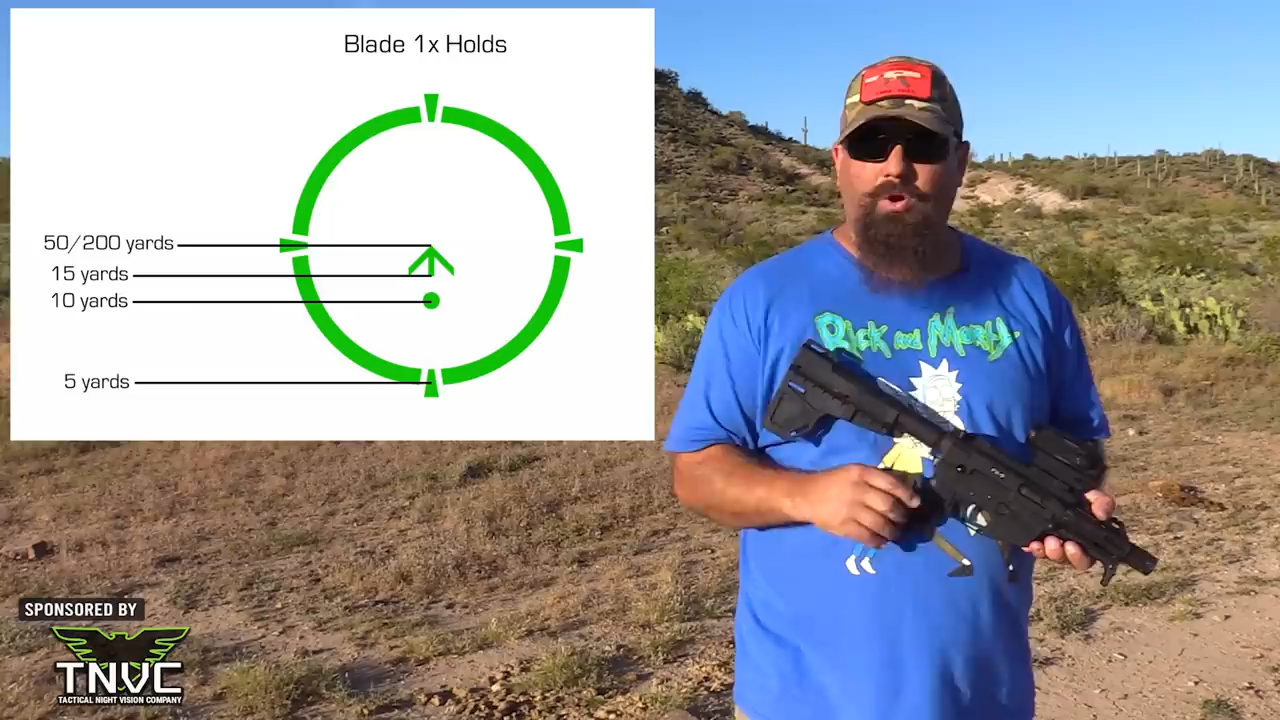 Blade 1x Holds
50/200 yards
15 yards
10 yards
5 yards
RICK AND MORTY
SPONSORED BY
TNVC
TACTICAL NIGHT VISION COMPANY